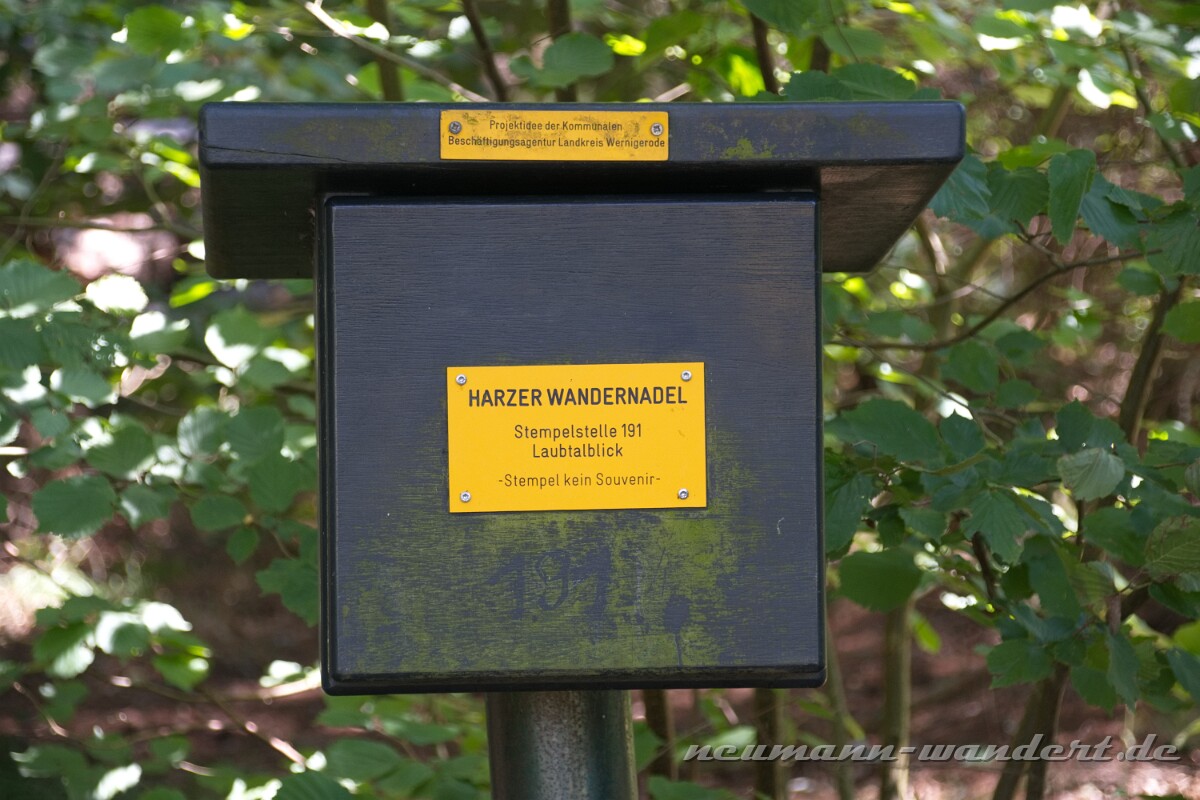 Projektidee der Kommunalen
Beschäftigungsagentur Landkreis Wernigerode
HARZER WANDERNADEL
Stempelstelle 191
Laubtalblick
-Stempel kein Souvenir-
191
neumann-wandert.de